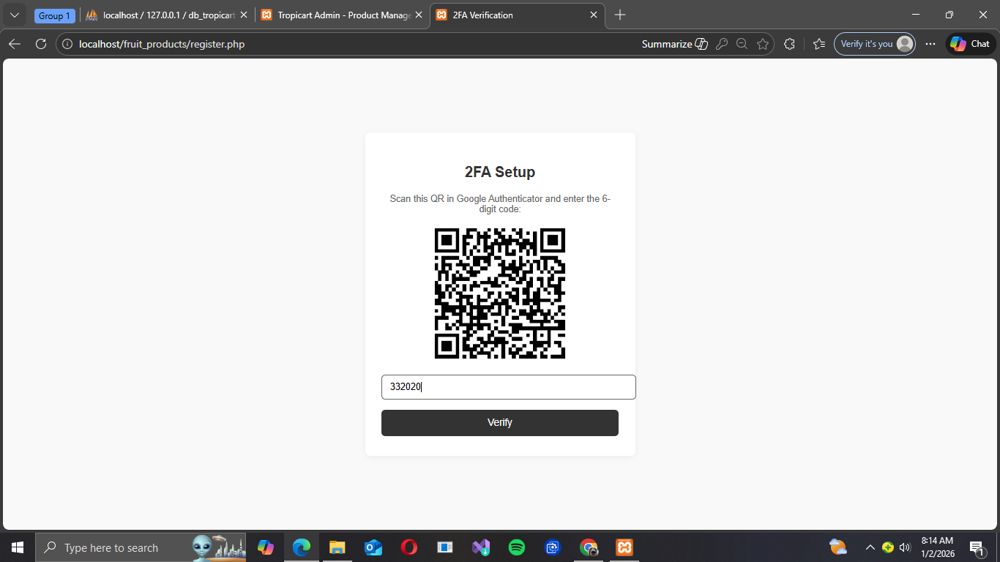 Group 1
localhost / 127.0.0.1 / db_tropicart
Tropicart Admin - Product Manage
2FA Verification
localhost/fruit_products/register.php
Summarize
Verify it's you
Chat
2FA Setup
Scan this QR in Google Authenticator and enter the 6-
digit code:
332020
Verify
Type here to search
8:14 AM
1/2/2026
1